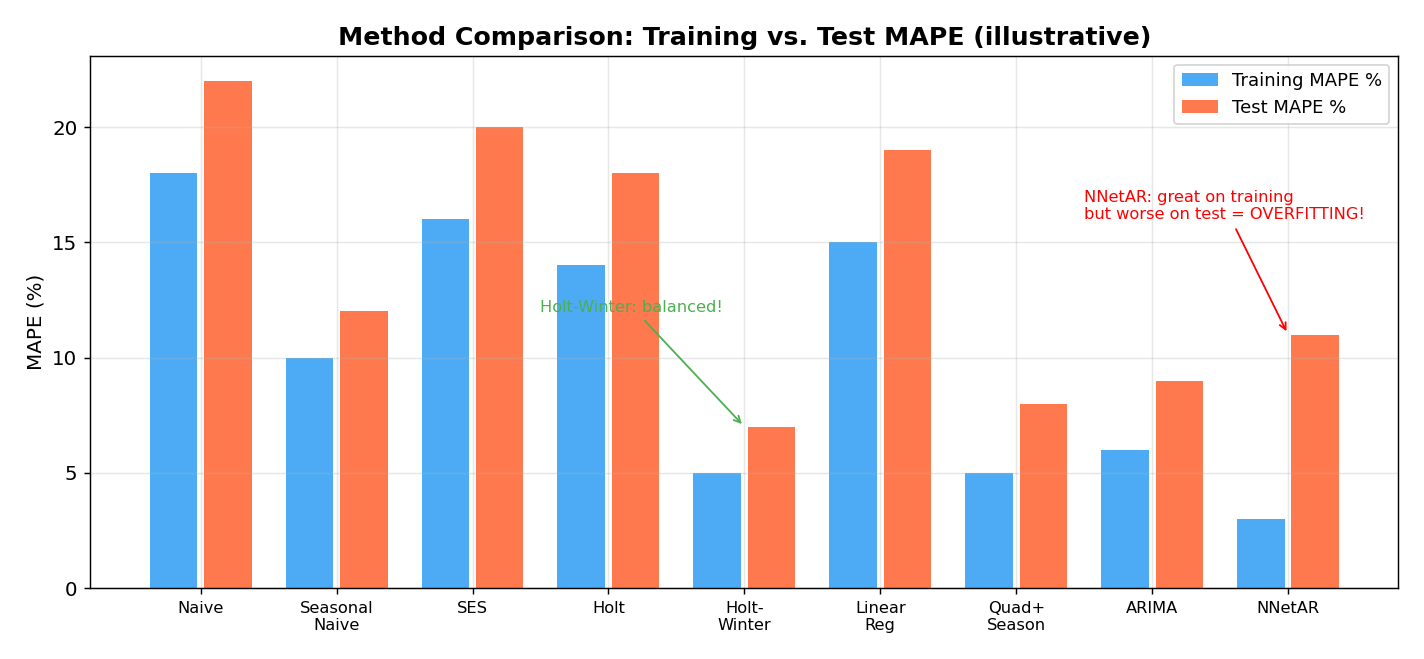 Method Comparison: Training vs. Test MAPE (illustrative)
Training MAPE %
Test MAPE %
MAPE (%)
20
15
10
5
0
NNetAR: great on training
but worse on test = OVERFITTING!
Holt-Winter: balanced!
Naive
Seasonal
Naive
SES
Holt
Holt-
Winter
Linear
Reg
Quad+
Season
ARIMA
NNetAR